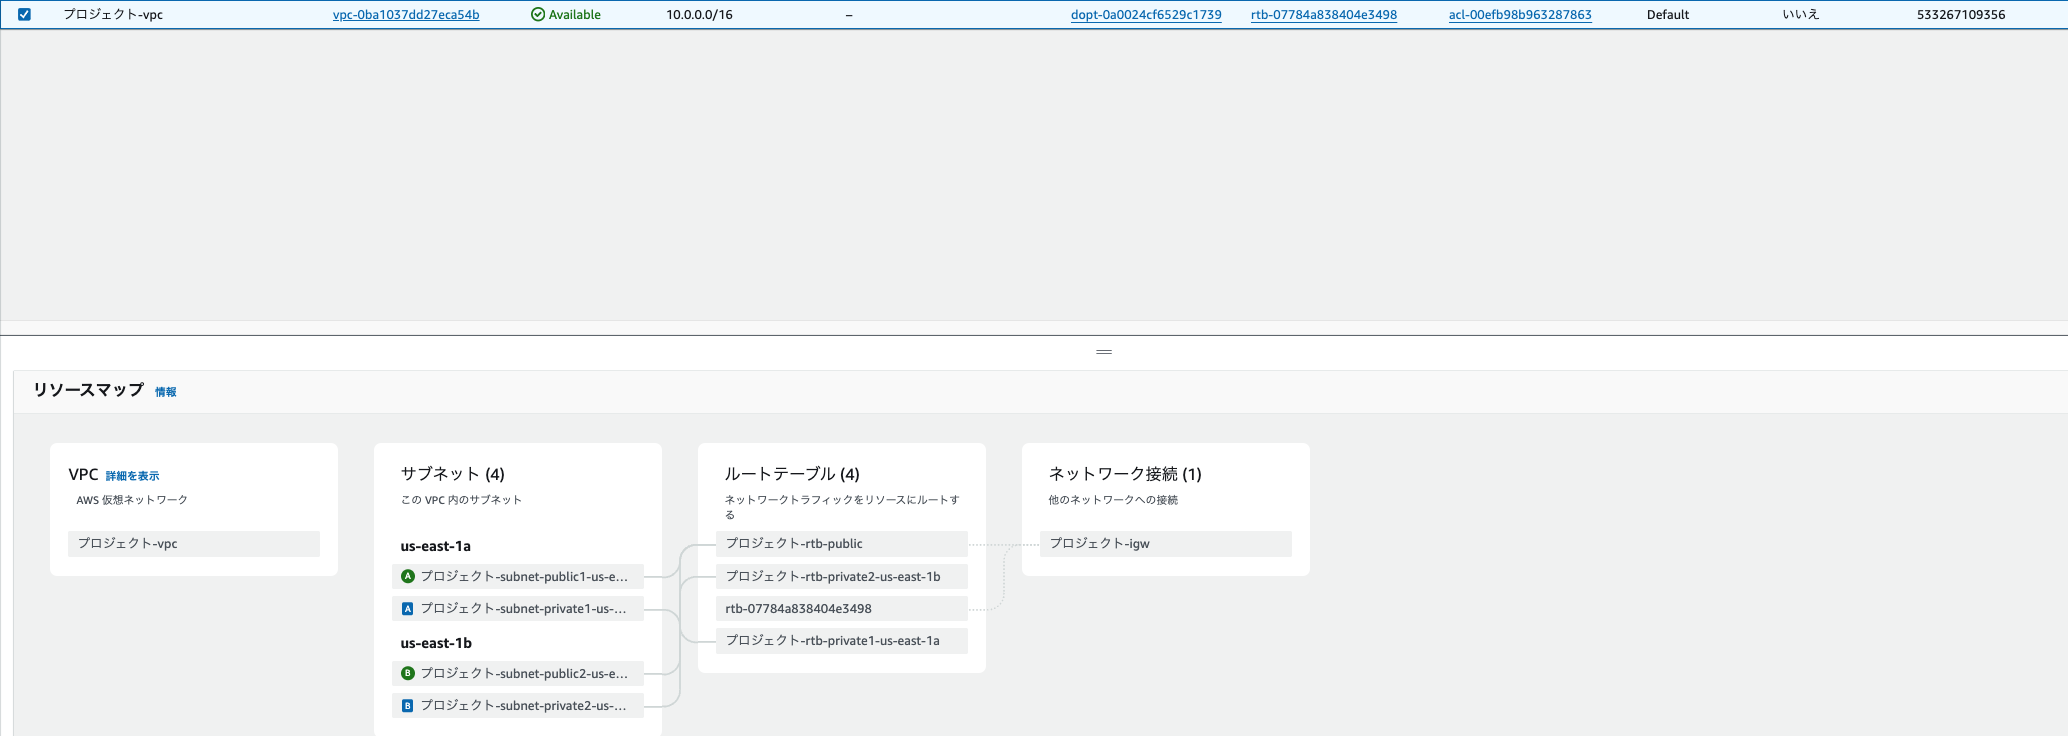 プロジェクト-vpc vpc-0ba1037dd27eca54b Available 10.0.0.0/16 – dopt-0a0024cf6529c1739 rtb-07784a838404e3498 acl-00efb98b963287863 Default いいえ 533267109356
リソースマップ 情報
VPC 詳細を表示
AWS 仮想ネットワーク
プロジェクト-vpc
サブネット (4)
この VPC 内のサブネット
us-east-1a
A プロジェクト-subnet-public1-us-e...
A プロジェクト-subnet-private1-us-...
us-east-1b
B プロジェクト-subnet-public2-us-e...
B プロジェクト-subnet-private2-us-...
ルートテーブル (4)
ネットワークトラフィックをリソースにルートす
る
プロジェクト-rtb-public
プロジェクト-rtb-private2-us-east-1b
rtb-07784a838404e3498
プロジェクト-rtb-private1-us-east-1a
ネットワーク接続 (1)
他のネットワークへの接続
プロジェクト-igw